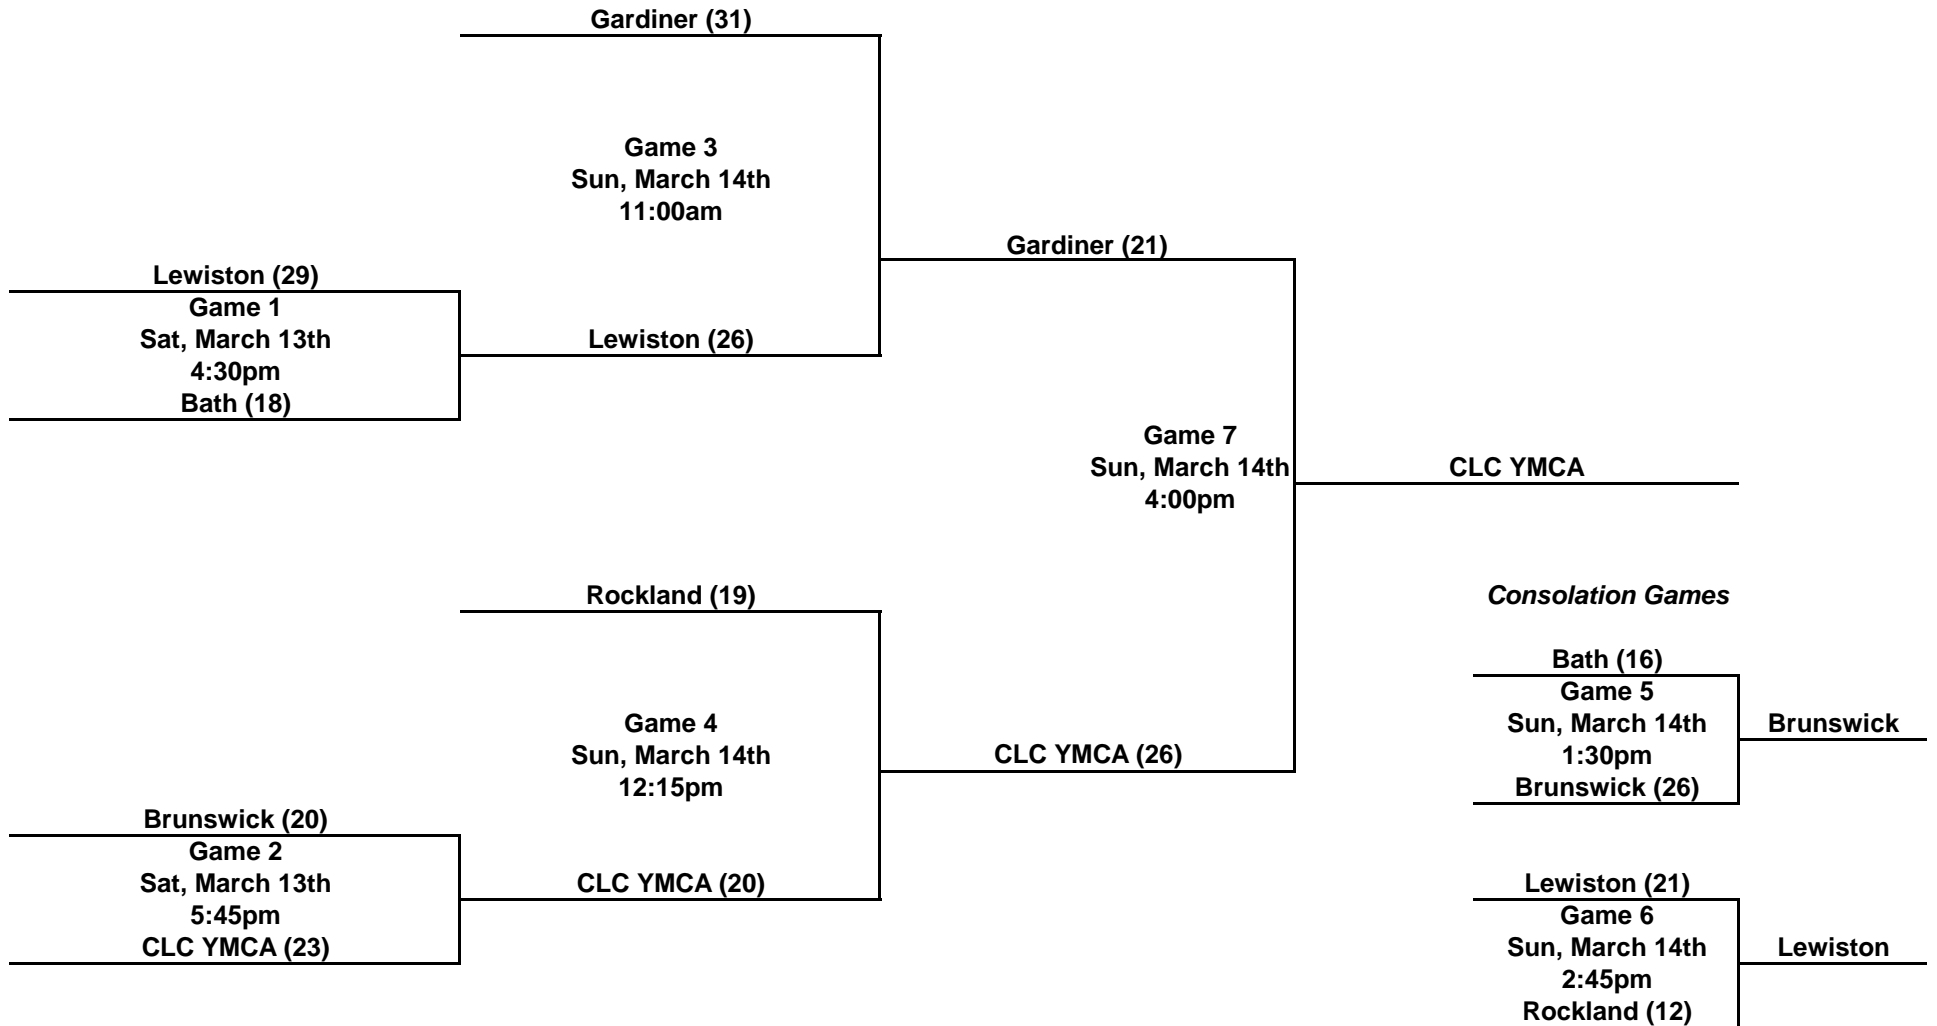 Gardiner (31)
Game 3
Sun, March 14th
11:00am
Gardiner (21)
Lewiston (29)
Game 1
Sat, March 13th
4:30pm
Bath (18)
Lewiston (26)
Game 7
Sun, March 14th
4:00pm
CLC YMCA
Rockland (19)
Game 4
Sun, March 14th
12:15pm
CLC YMCA (26)
Brunswick (20)
Game 2
Sat, March 13th
5:45pm
CLC YMCA (23)
CLC YMCA (20)
Consolation Games
Bath (16)
Game 5
Sun, March 14th
1:30pm
Brunswick (26)
Brunswick
Lewiston (21)
Game 6
Sun, March 14th
2:45pm
Rockland (12)
Lewiston